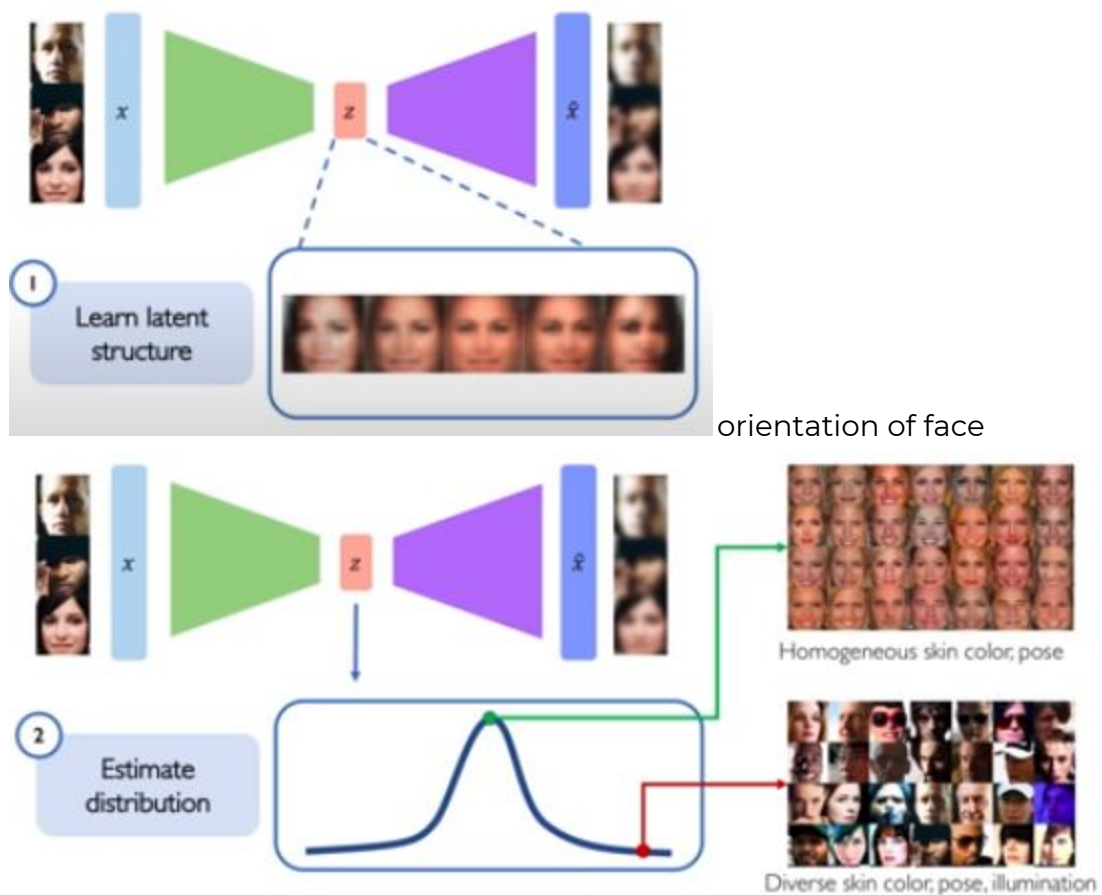 x
z
x̂
1
Learn latent
structure
orientation of face
x
z
x̂
Homogeneous skin color, pose
2
Estimate
distribution
Diverse skin color, pose, illumination